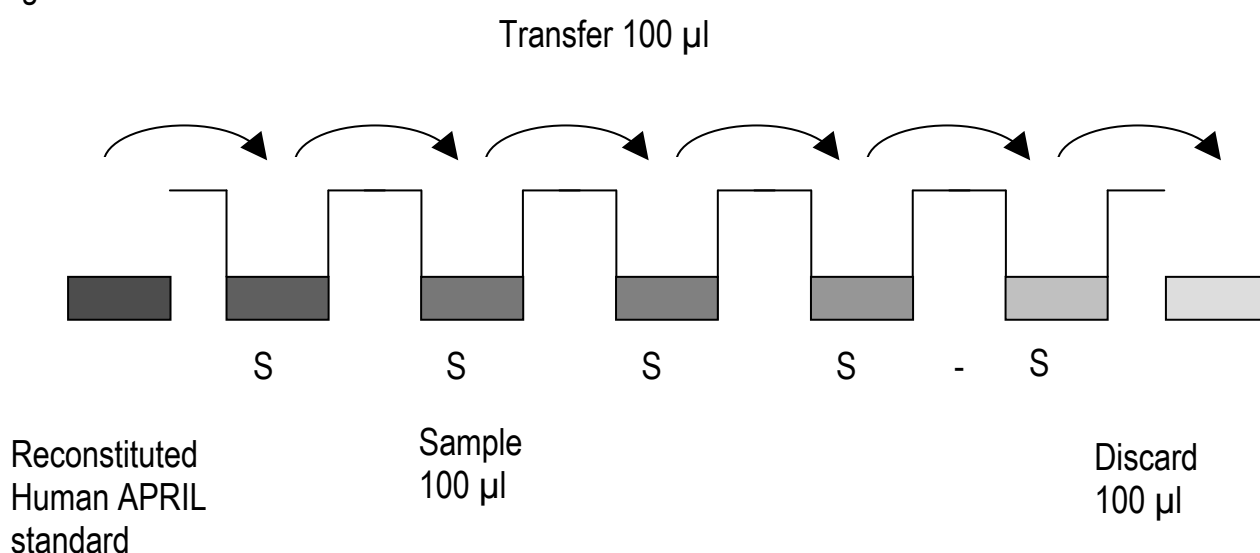 Transfer 100 µl
S S S S - S
Reconstituted
Human APRIL
standard
Sample
100 µl
Discard
100 µl